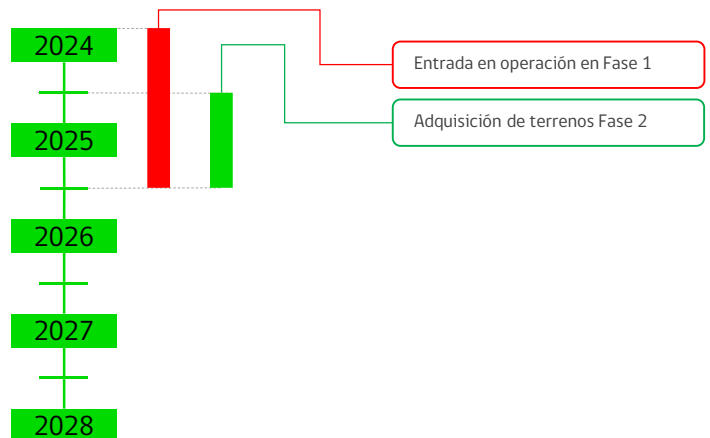 2024
Entrada en operación en Fase 1
Adquisición de terrenos Fase 2
2025
2026
2027
2028